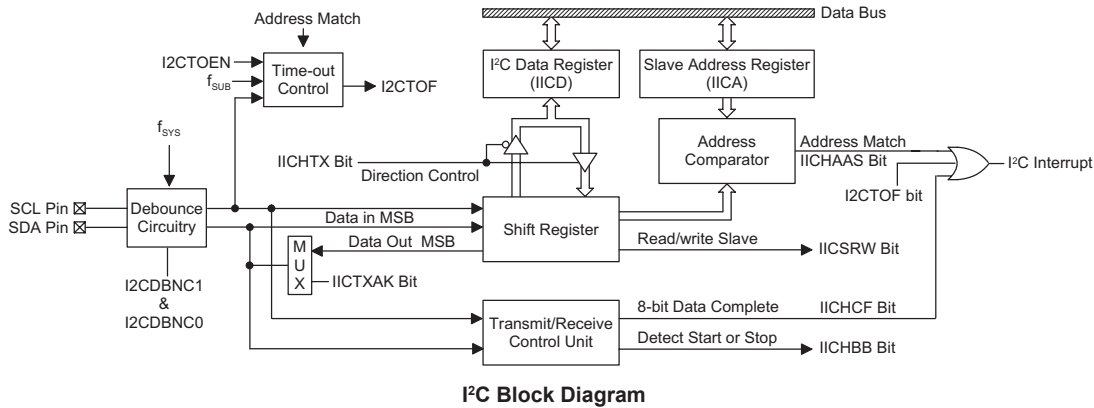 Data Bus
Address Match
I2CTOEN
fSUB
Time-out
Control
I2CTOF
I²C Data Register
(IICD)
Slave Address Register
(IICA)
fSYS
IICHTX Bit
Direction Control
Address
Comparator
Address Match
IICHAAS Bit
I2CTOF bit
I²C Interrupt
SCL Pin
SDA Pin
Debounce
Circuitry
Data in MSB
Shift Register
M
U
X
Data Out MSB
IICTXAK Bit
Read/write Slave
IICSRW Bit
I2CDBNC1
&
I2CDBNC0
Transmit/Receive
Control Unit
8-bit Data Complete
IICHCF Bit
Detect Start or Stop
IICHBB Bit
I²C Block Diagram